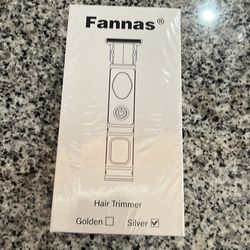 Fannas®
Hair Trimmer
Golden ☐ Silver ☑